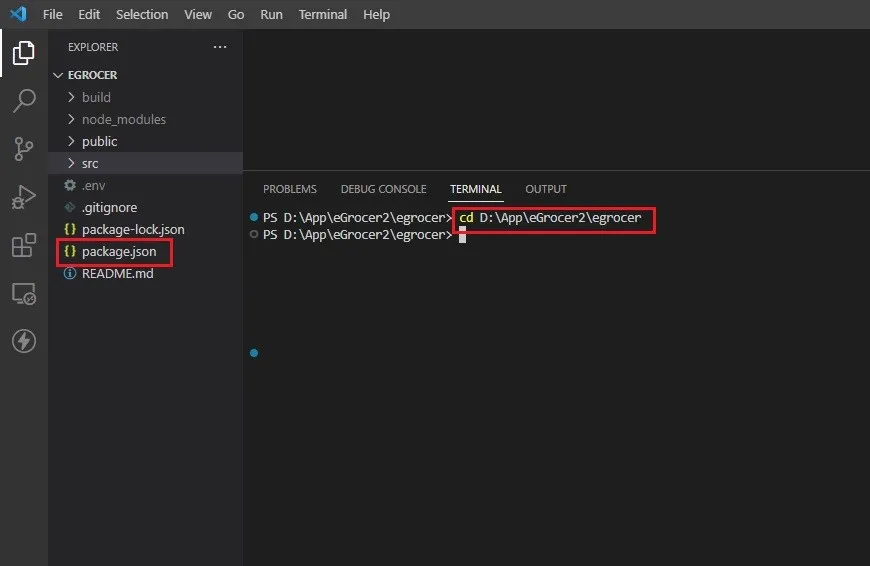 File Edit Selection View Go Run Terminal Help
EXPLORER
EGROCER
build
node_modules
public
src
.env
.gitignore
package-lock.json
package.json
README.md
PROBLEMS DEBUG CONSOLE TERMINAL OUTPUT
PS D:\App\eGrocer2\egrocer> cd D:\App\eGrocer2\egrocer
PS D:\App\eGrocer2\egrocer>